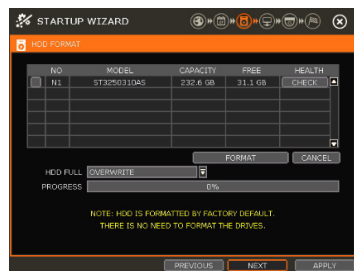 STARTUP WIZARD
HDD FORMAT
NO MODEL CAPACITY FREE HEALTH
N1 ST3250310AS 232.6 GB 31.1 GB CHECK
FORMAT CANCEL
HDD FULL OVERWRITE
PROGRESS 0%
NOTE: HDD IS FORMATTED BY FACTORY DEFAULT.
THERE IS NO NEED TO FORMAT THE DRIVES.
PREVIOUS NEXT APPLY